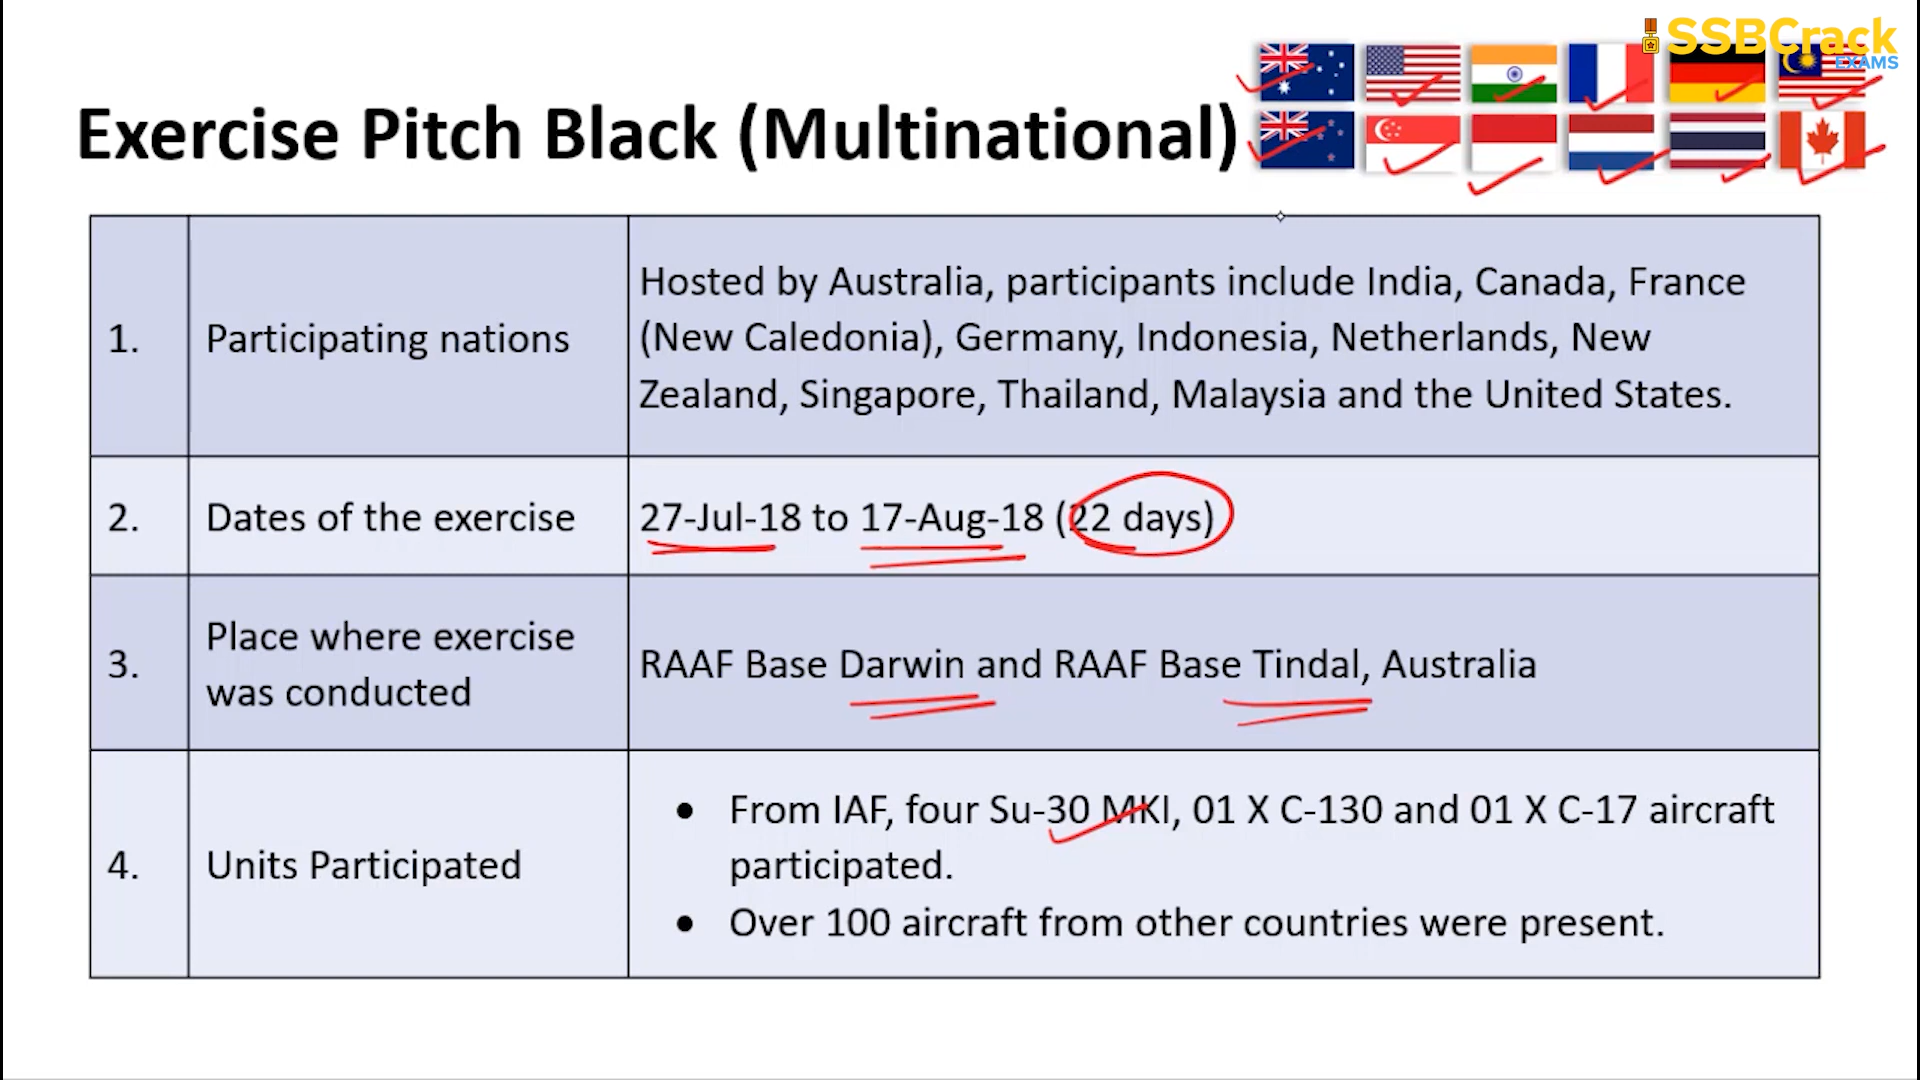 SSBCrack
EXAMS
Exercise Pitch Black (Multinational)
1.
Participating nations
Hosted by Australia, participants include India, Canada, France
(New Caledonia), Germany, Indonesia, Netherlands, New
Zealand, Singapore, Thailand, Malaysia and the United States.
2.
Dates of the exercise
27-Jul-18 to 17-Aug-18 (22 days)
3.
Place where exercise
was conducted
RAAF Base Darwin and RAAF Base Tindal, Australia
4.
Units Participated
• From IAF, four Su-30 MKI, 01 X C-130 and 01 X C-17 aircraft
participated.
• Over 100 aircraft from other countries were present.